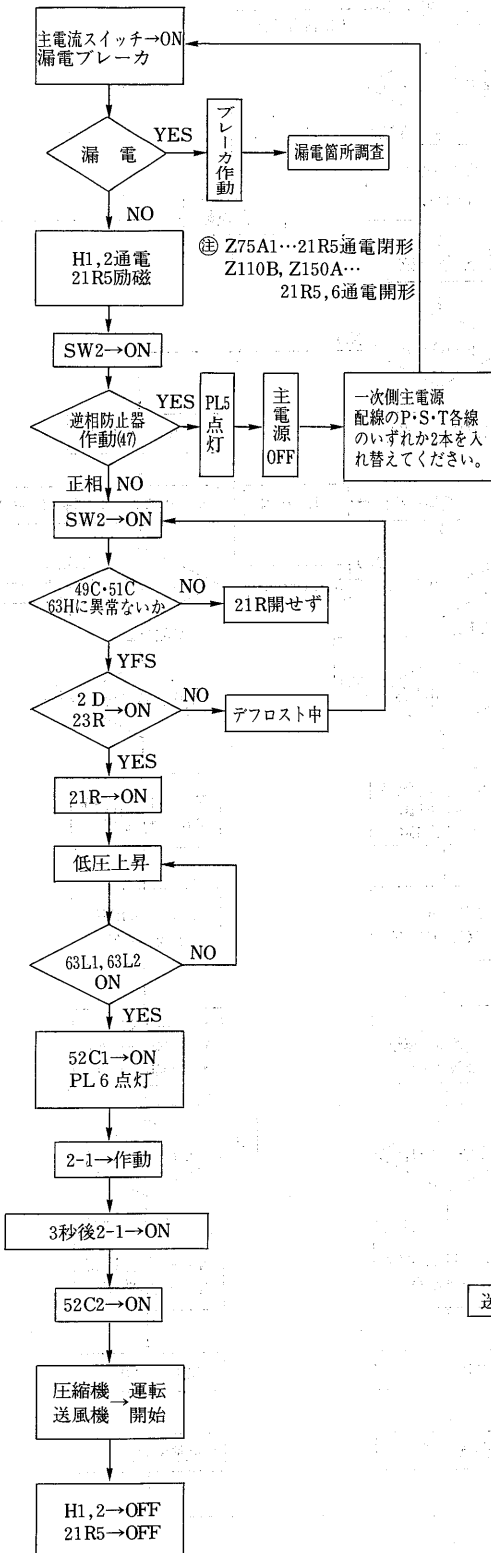 主電流スイッチ→ON
漏電ブレーカ
漏電
YES
ブレーカ作動
漏電箇所調査
NO
H1,2通電
21R5励磁
㊟ Z75A1…21R5通電閉形
Z110B, Z150A…
21R5,6通電開形
SW2→ON
逆相防止器
作動(47)
YES
PL5点灯
主電源OFF
一次側主電源
配線のP・S・T各線
のいずれか2本を入
れ替えてください。
正相 NO
SW2→ON
49C・51C
63Hに異常ないか
NO
21R開せず
YFS
2 D
23R →ON
NO
デフロスト中
YES
21R→ON
低圧上昇
63L1, 63L2
ON
NO
YES
52C1→ON
PL 6 点灯
2-1→作動
3秒後2-1→ON
52C2→ON
送
圧縮機→運転
送風機 開始
H1,2→OFF
21R5→OFF